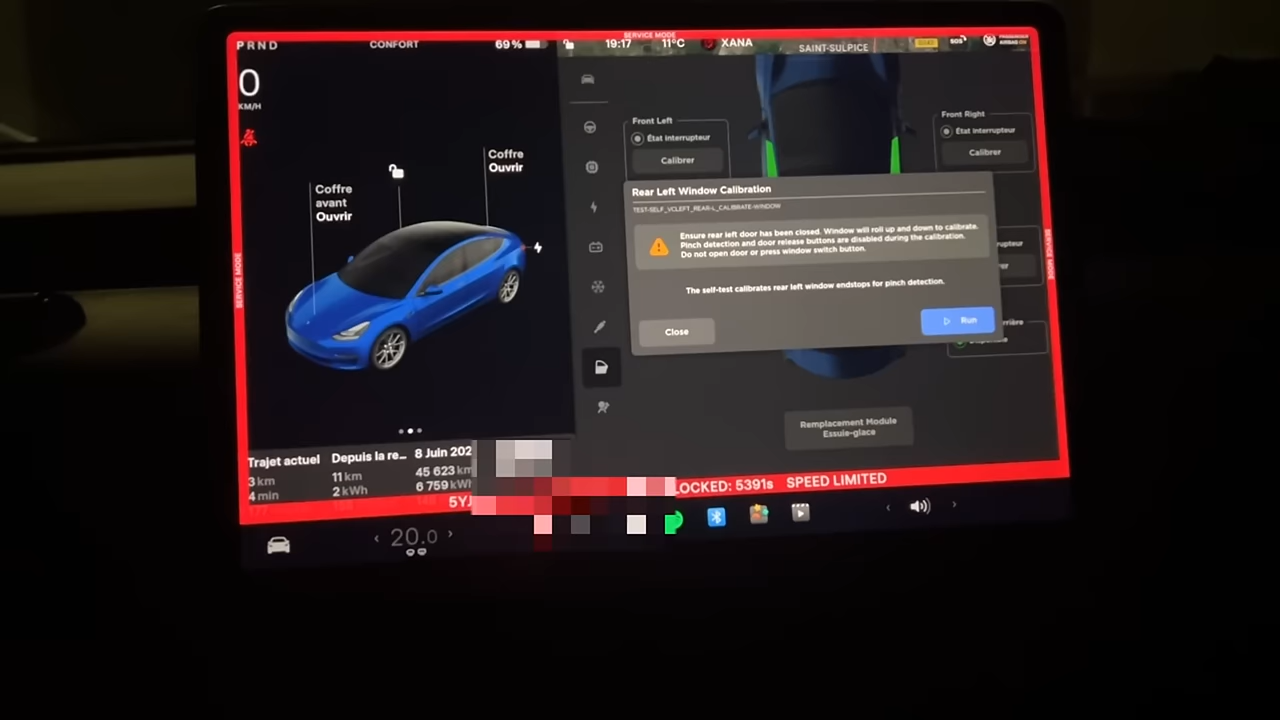 SERVICE MODE
PRND
CONFORT
69 %
19:17
11°C
XANA
SAINT-SULPICE
SOS
0
KM/H
Coffre
Ouvrir
Coffre
avant
Ouvrir
SERVICE MODE
Front Left
État interrupteur
Calibrer
Front Right
État interrupteur
Calibrer
Rear Left Window Calibration
TEST-SELF_VCLEFT_REAR-L_CALIBRATE-WINDOW
Ensure rear left door has been closed. Window will roll up and down to calibrate.
Pinch detection and door release buttons are disabled during the calibration.
Do not open door or press window switch button.
The self-test calibrates rear left window endstops for pinch detection.
Close
Run
SERVICE MODE
Remplacement Module
Essuie-glace
Trajet actuel
3 km
4 min
Depuis la re...
11 km
2 kWh
8 Juin 202
45 623 km
6 759 kWh
5YJ
LOCKED: 5391s SPEED LIMITED
20.0